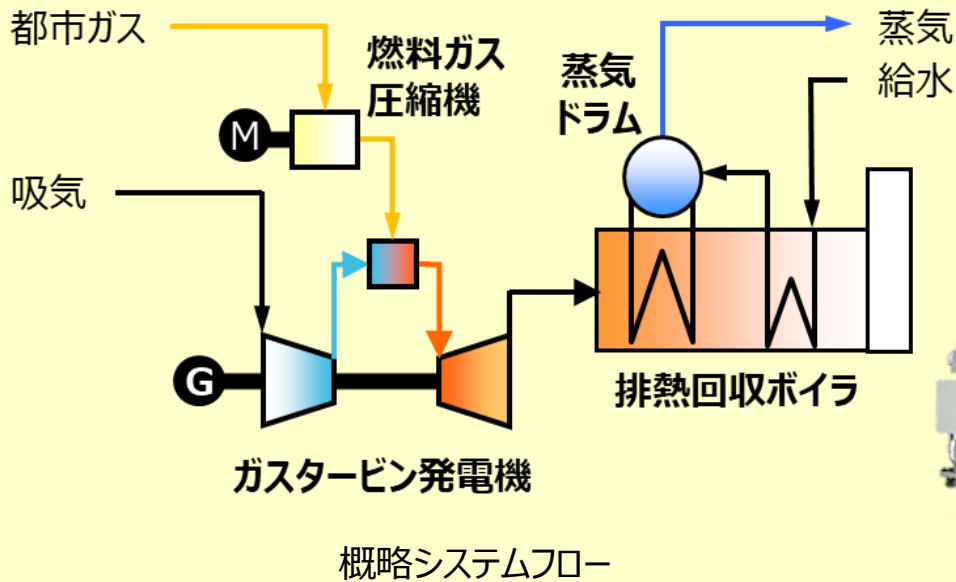 都市ガス
燃料ガス
圧縮機
蒸気
ドラム
蒸気
給水
M
吸気
G
排熱回収ボイラ
ガスタービン発電機
概略システムフロー